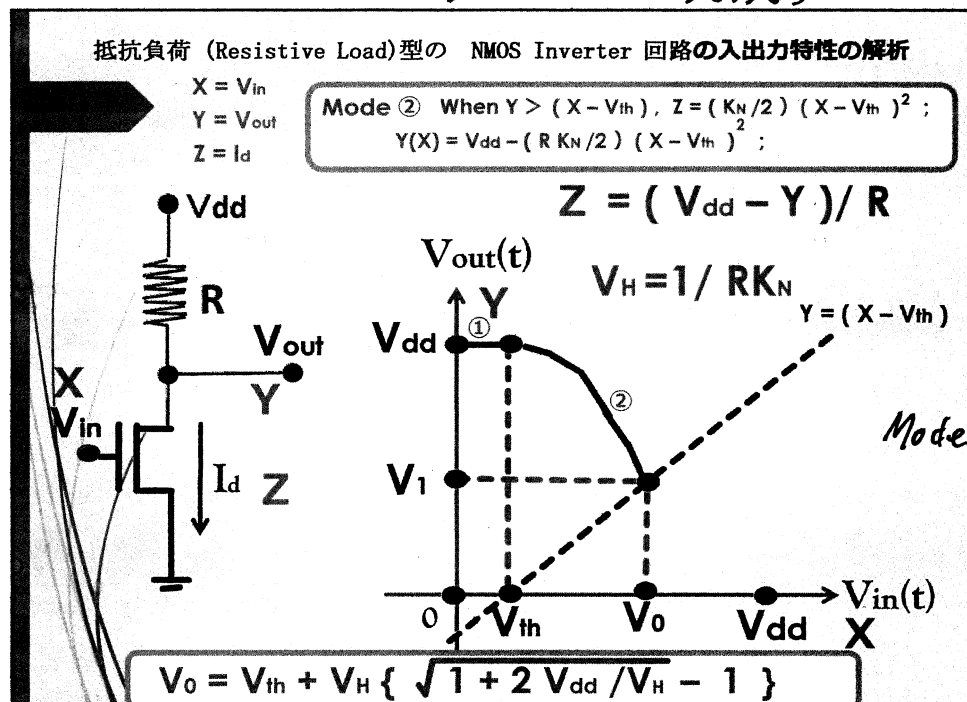 抵抗負荷 (Resistive Load)型の NMOS Inverter 回路の入出力特性の解析
X = Vin
Y = Vout
Z = Id
Mode ② When Y > ( X - Vth ) , Z = ( KN /2 ) ( X - Vth )² ;
Y(X) = Vdd - ( R KN /2 ) ( X - Vth )² ;
Z = ( Vdd - Y )/ R
VH = 1/ RKN
Y = ( X - Vth )
Vdd
R
Vout
Y
X
Vin
Id Z
Vout(t)
Y
Vdd
①
②
V1
0
Vth
V0
Vdd
Vin(t)
X
Mode
V0 = Vth + VH { √1 + 2 Vdd /VH - 1 }